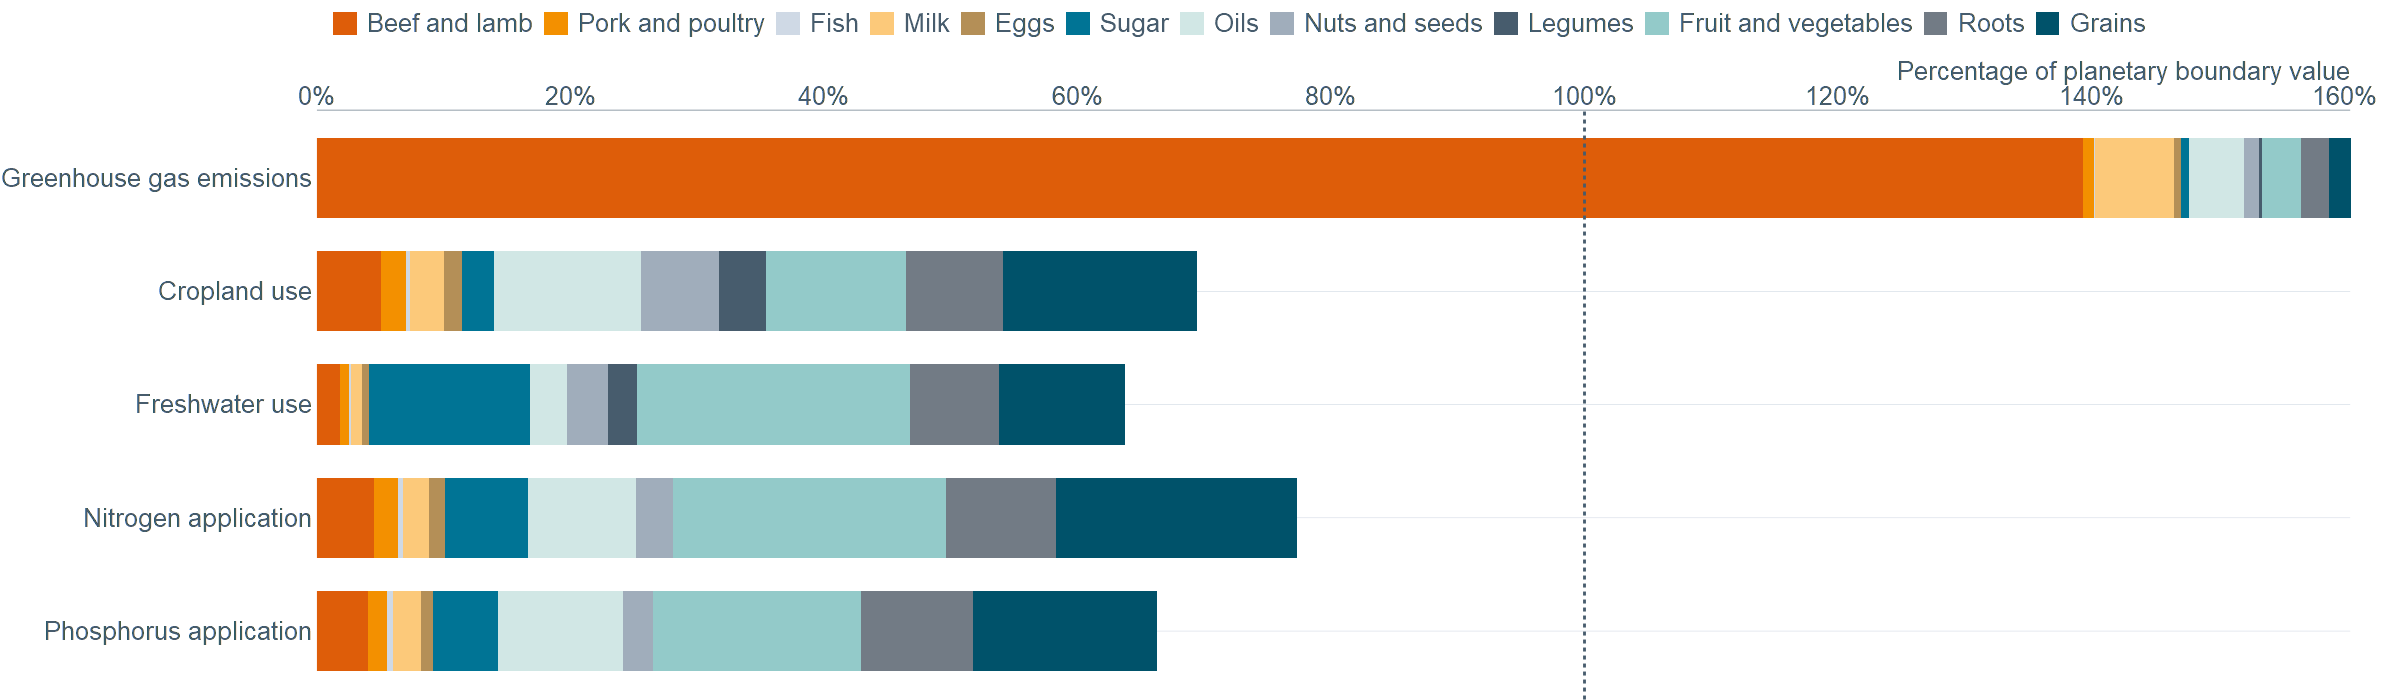 Beef and lamb Pork and poultry Fish Milk Eggs Sugar Oils Nuts and seeds Legumes Fruit and vegetables Roots Grains
Percentage of planetary boundary value
0% 20% 40% 60% 80% 100% 120% 140% 160%
Greenhouse gas emissions
Cropland use
Freshwater use
Nitrogen application
Phosphorus application